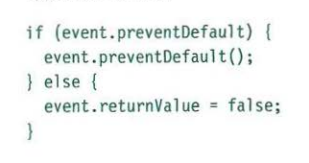 if (event.preventDefault) {
  event.preventDefault();
} else {
  event.returnValue = false;
}